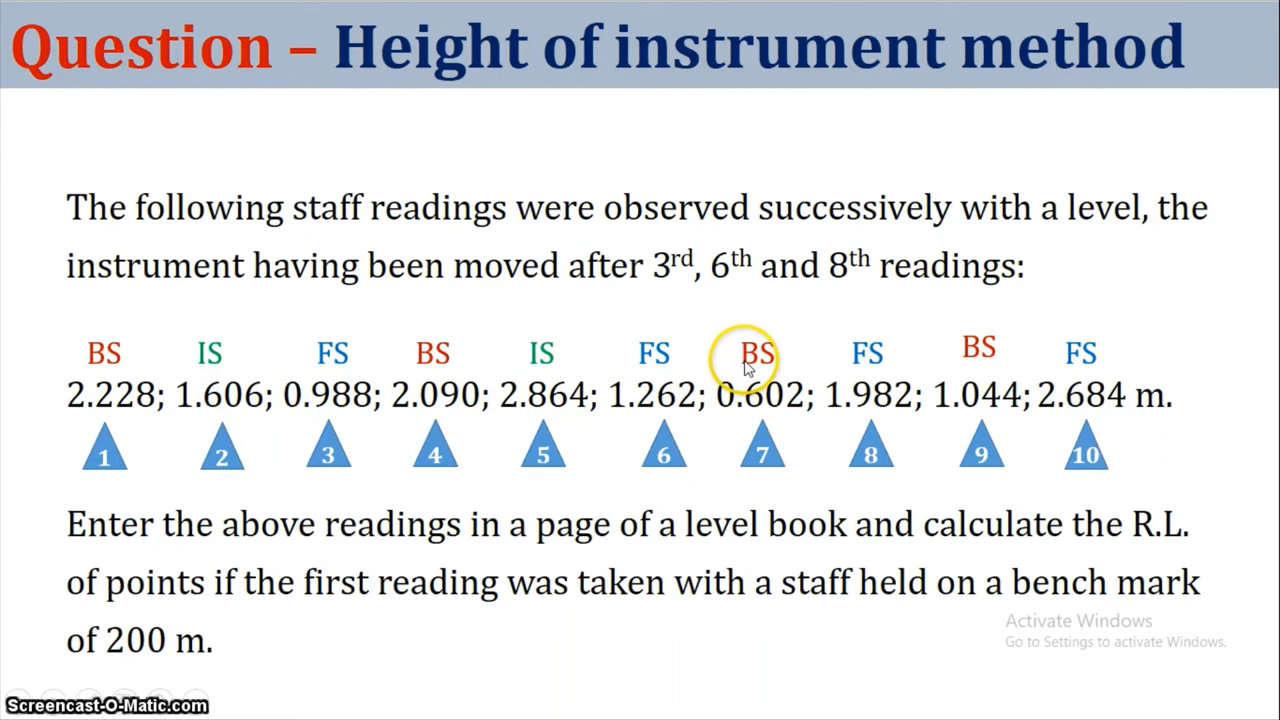 Question – Height of instrument method
The following staff readings were observed successively with a level, the
instrument having been moved after 3rd, 6th and 8th readings:
BS IS FS BS IS FS BS FS BS FS
2.228; 1.606; 0.988; 2.090; 2.864; 1.262; 0.602; 1.982; 1.044; 2.684 m.
1 2 3 4 5 6 7 8 9 10
Enter the above readings in a page of a level book and calculate the R.L.
of points if the first reading was taken with a staff held on a bench mark
of 200 m.
Activate Windows
Go to Settings to activate Windows.
Screencast-O-Matic.com